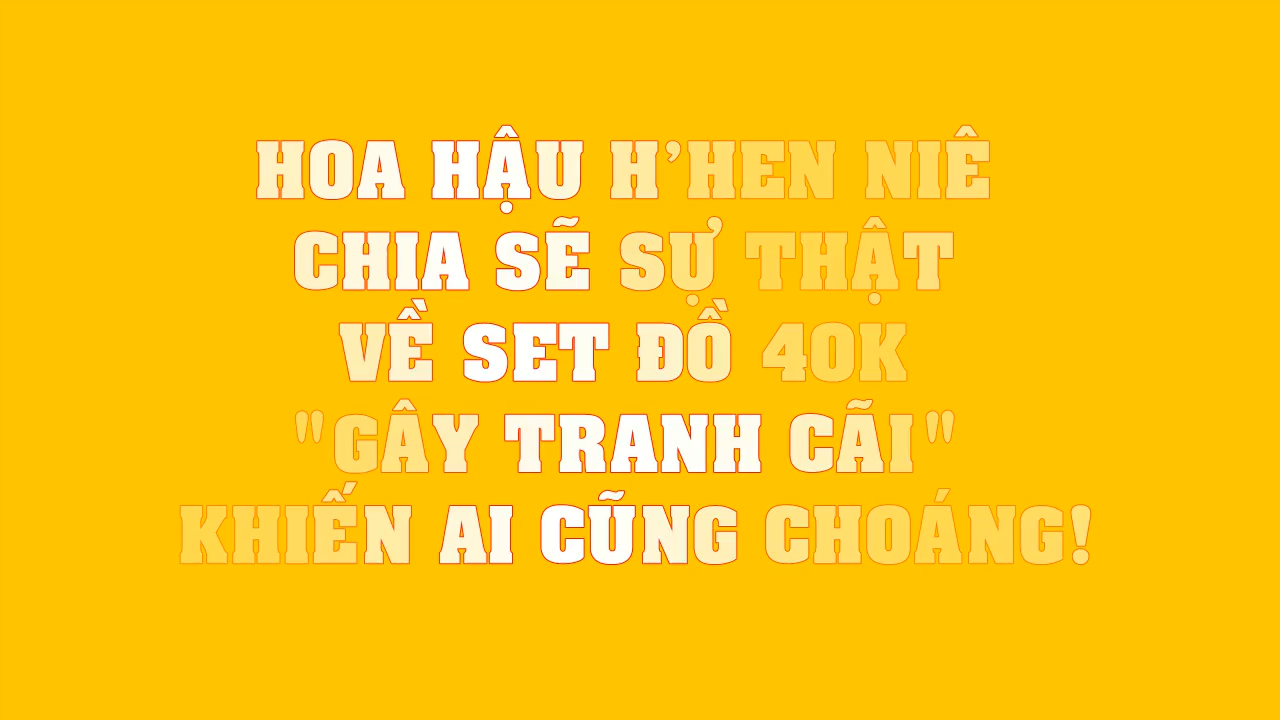 HOA HẬU H’HEN NIÊ
CHIA SẼ SỰ THẬT
VỀ SET ĐỒ 40K
"GÂY TRANH CÃI"
KHIẾN AI CŨNG CHOÁNG!